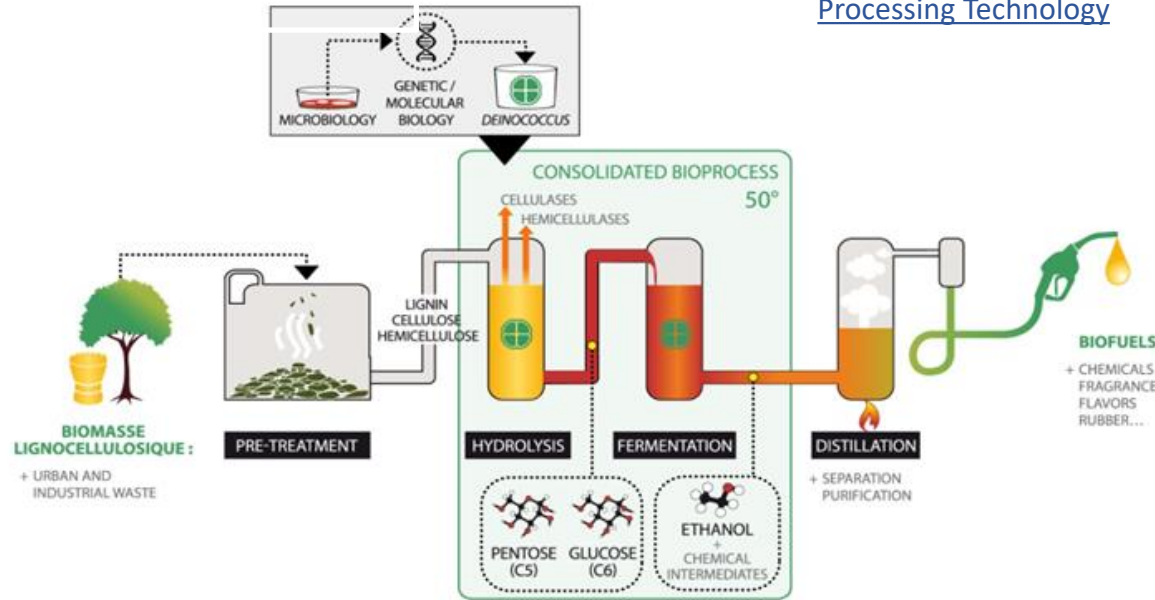 Processing Technology
MICROBIOLOGY
GENETIC /
MOLECULAR
BIOLOGY
DEINOCOCCUS
CONSOLIDATED BIOPROCESS
50°
CELLULASES
HEMICELLULASES
LIGNIN
CELLULOSE
HEMICELLULOSE
BIOMASSE
LIGNOCELLULOSIQUE :
+ URBAN AND
INDUSTRIAL WASTE
PRE-TREATMENT
HYDROLYSIS
FERMENTATION
DISTILLATION
+ SEPARATION
PURIFICATION
BIOFUELS
+ CHEMICALS
FRAGRANCE
FLAVORS
RUBBER...
PENTOSE
(C5)
GLUCOSE
(C6)
ETHANOL
+
CHEMICAL
INTERMEDIATES